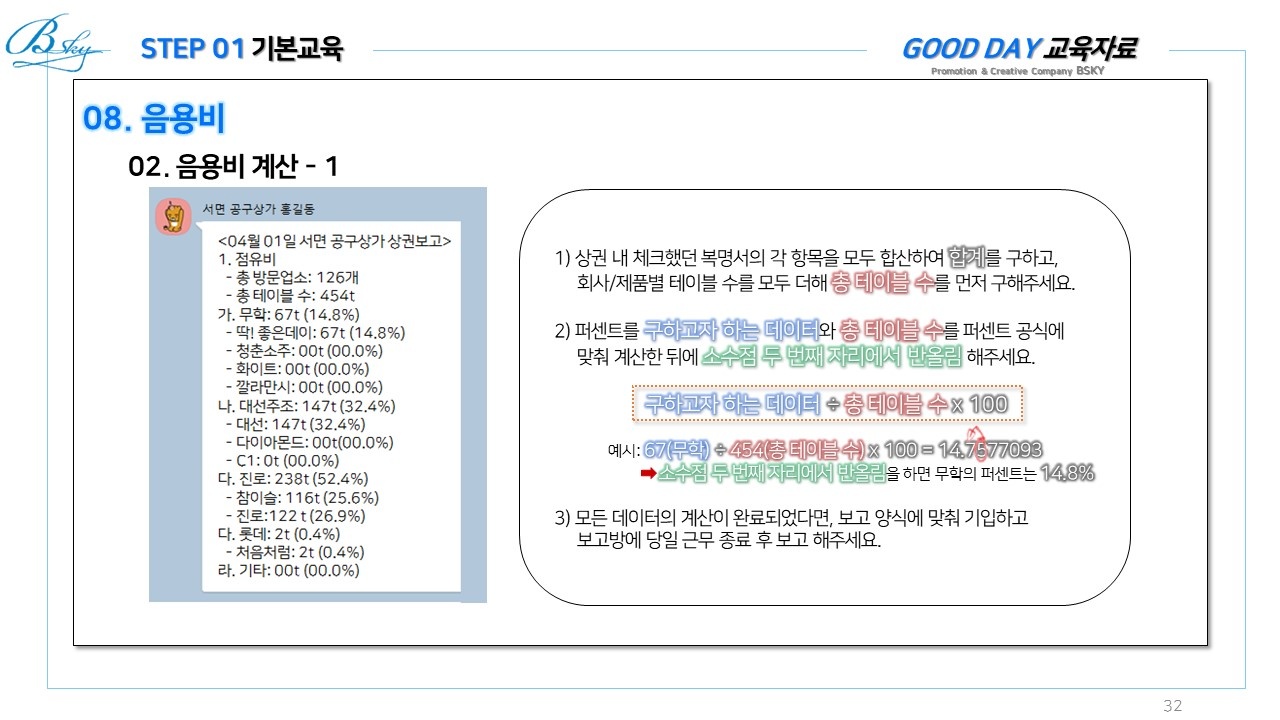 Bsky
STEP 01 기본교육
GOOD DAY 교육자료
Promotion & Creative Company BSKY
08. 음용비
02. 음용비 계산 - 1
서면 공구상가 홍길동
<04월 01일 서면 공구상가 상권보고>
1. 점유비
- 총 방문업소: 126개
- 총 테이블 수: 454t
가. 무학: 67t (14.8%)
- 딱! 좋은데이: 67t (14.8%)
- 청춘소주: 00t (00.0%)
- 화이트: 00t (00.0%)
- 깔라만시: 00t (00.0%)
나. 대선주조: 147t (32.4%)
- 대선: 147t (32.4%)
- 다이아몬드: 00t(00.0%)
- C1: 0t (00.0%)
다. 진로: 238t(52.4%)
- 참이슬: 116t (25.6%)
- 진로:122 t (26.9%)
다. 롯데: 2t (0.4%)
- 처음처럼: 2t (0.4%)
라. 기타: 00t (00.0%)
1) 상권 내 체크했던 복명서의 각 항목을 모두 합산하여 합계를 구하고,
회사/제품별 테이블 수를 모두 더해 총 테이블 수를 먼저 구해주세요.
2) 퍼센트를 구하고자 하는 데이터와 총 테이블 수를 퍼센트 공식에
맞춰 계산한 뒤에 소수점 두 번째 자리에서 반올림 해주세요.
구하고자 하는 데이터 ÷ 총 테이블 수 x 100
예시: 67(무학) ÷ 454(총 테이블 수) x 100 = 14.7577093
➡소수점 두 번째 자리에서 반올림을 하면 무학의 퍼센트는 14.8%
3) 모든 데이터의 계산이 완료되었다면, 보고 양식에 맞춰 기입하고
보고방에 당일 근무 종료 후 보고 해주세요.
32